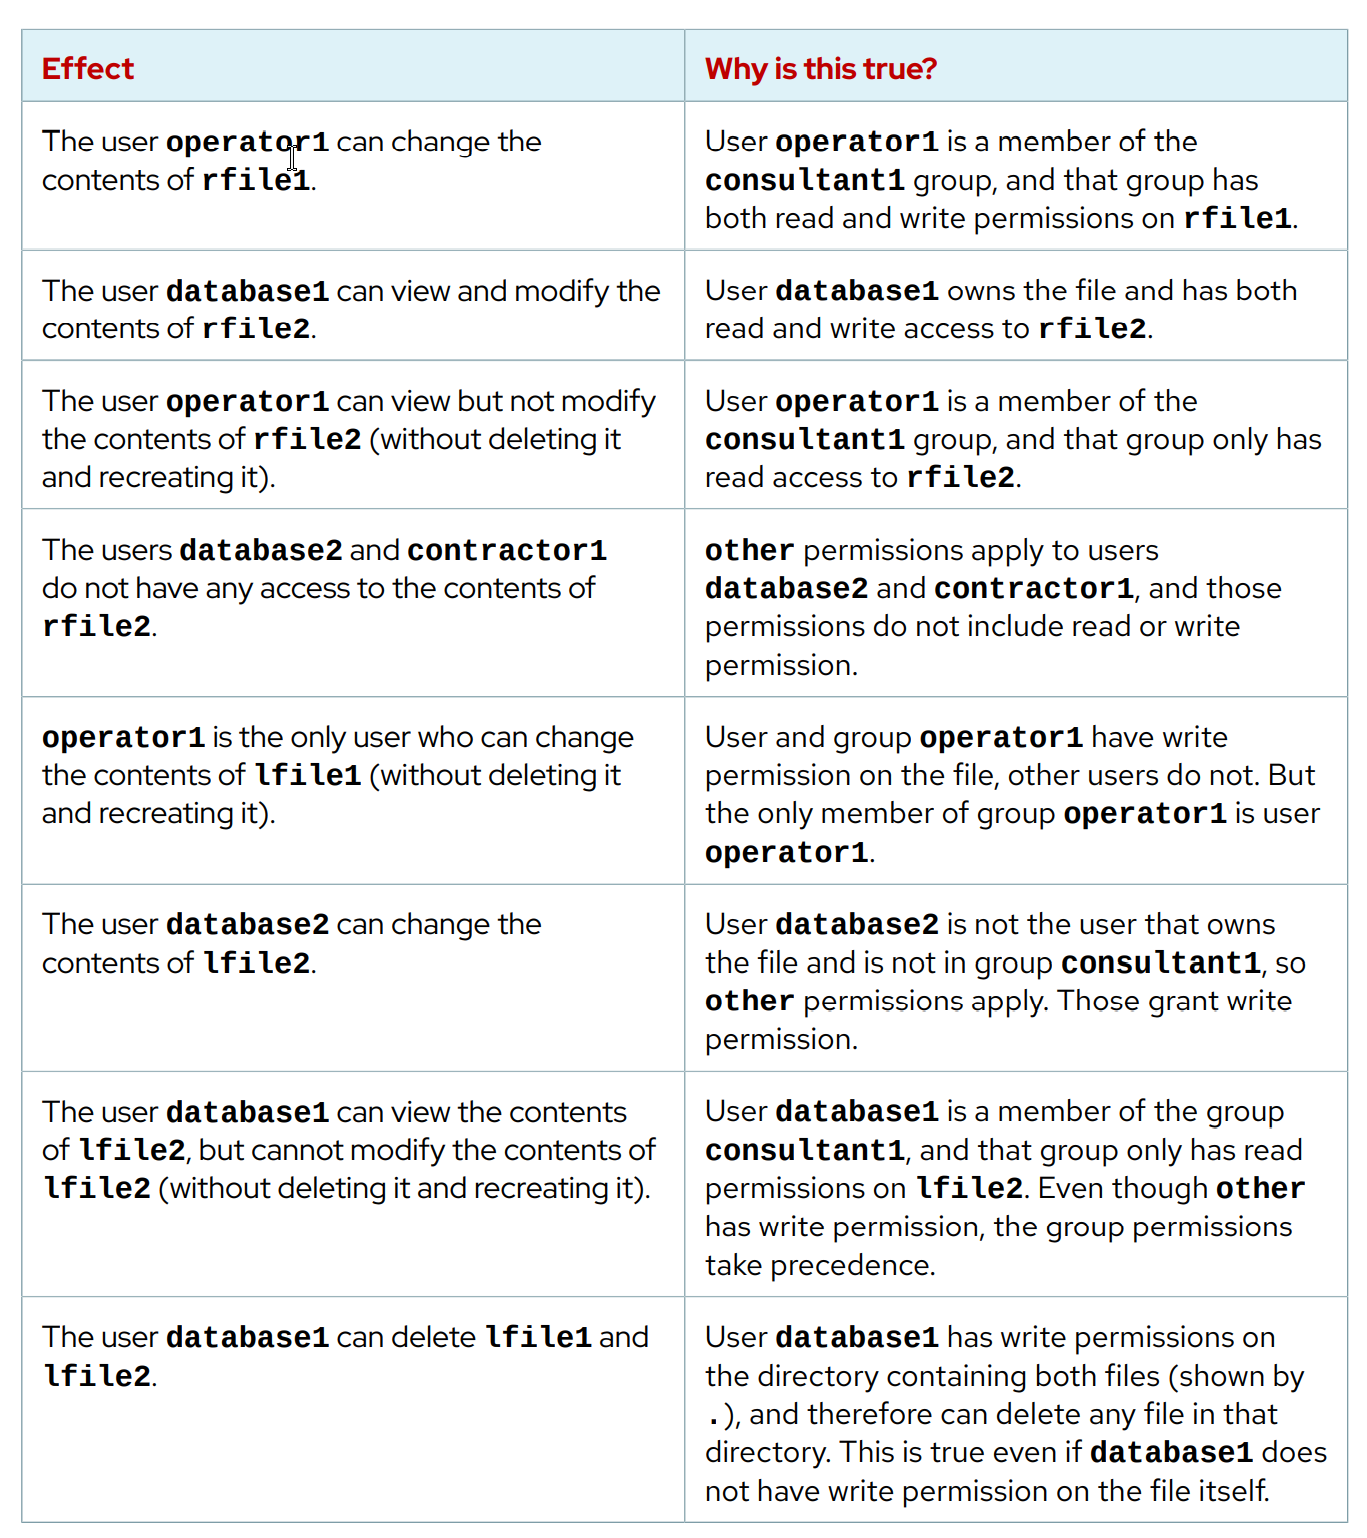 Effect
Why is this true?
The user operator1 can change the
contents of rfile1.
User operator1 is a member of the
consultant1 group, and that group has
both read and write permissions on rfile1.
The user database1 can view and modify the
contents of rfile2.
User database1 owns the file and has both
read and write access to rfile2.
The user operator1 can view but not modify
the contents of rfile2 (without deleting it
and recreating it).
User operator1 is a member of the
consultant1 group, and that group only has
read access to rfile2.
The users database2 and contractor1
do not have any access to the contents of
rfile2.
other permissions apply to users
database2 and contractor1, and those
permissions do not include read or write
permission.
operator1 is the only user who can change
the contents of lfile1 (without deleting it
and recreating it).
User and group operator1 have write
permission on the file, other users do not. But
the only member of group operator1 is user
operator1.
The user database2 can change the
contents of lfile2.
User database2 is not the user that owns
the file and is not in group consultant1, so
other permissions apply. Those grant write
permission.
The user database1 can view the contents
of lfile2, but cannot modify the contents of
lfile2 (without deleting it and recreating it).
User database1 is a member of the group
consultant1, and that group only has read
permissions on lfile2. Even though other
has write permission, the group permissions
take precedence.
The user database1 can delete lfile1 and
lfile2.
User database1 has write permissions on
the directory containing both files (shown by
.), and therefore can delete any file in that
directory. This is true even if database1 does
not have write permission on the file itself.